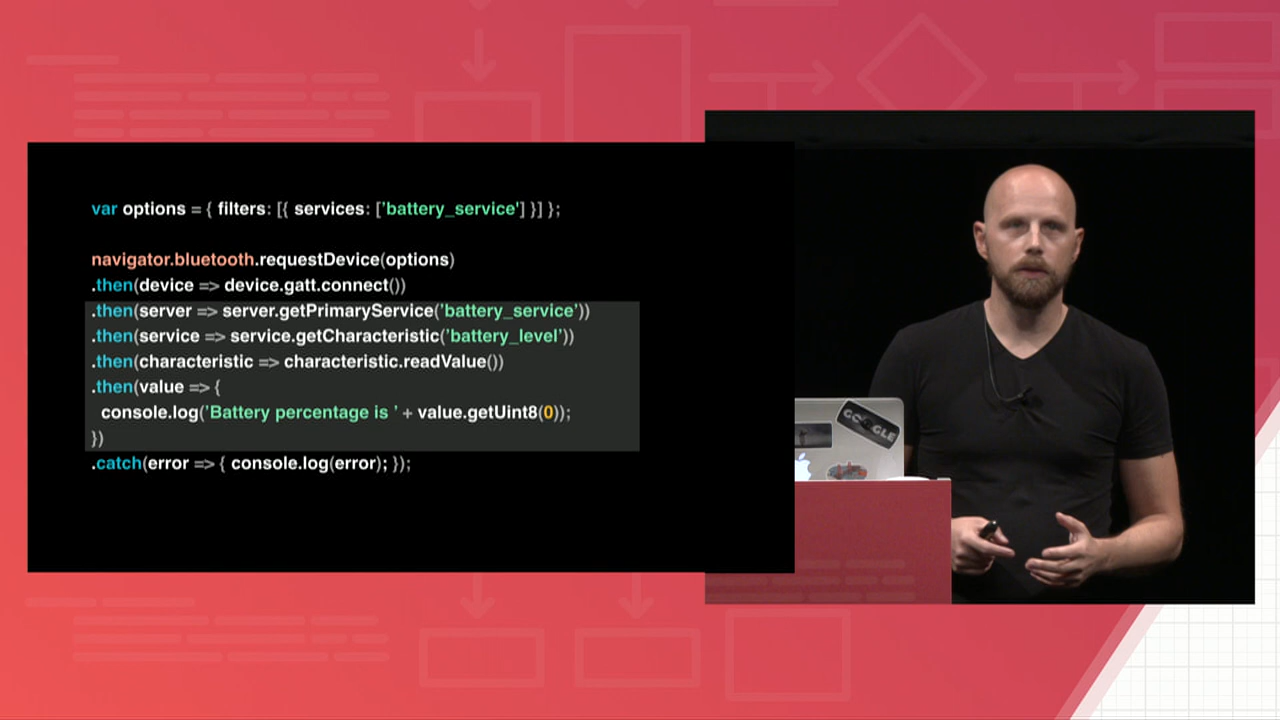 var options = { filters: [{ services: ['battery_service'] }] };
navigator.bluetooth.requestDevice(options)
.then(device => device.gatt.connect())
.then(server => server.getPrimaryService('battery_service'))
.then(service => service.getCharacteristic('battery_level'))
.then(characteristic => characteristic.readValue())
.then(value => {
console.log('Battery percentage is ' + value.getUint8(0));
})
.catch(error => { console.log(error); });
GOOGLE